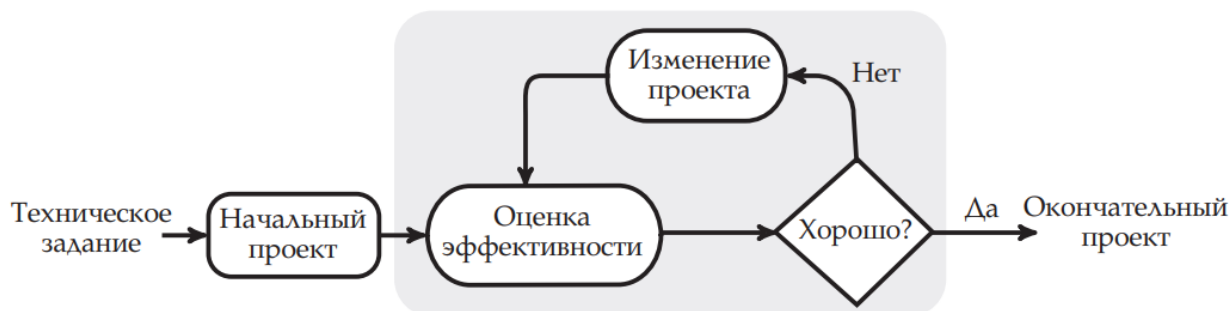 Изменение
проекта
Нет
Техническое
задание
Начальный
проект
Оценка
эффективности
Хорошо?
Да
Окончательный
проект